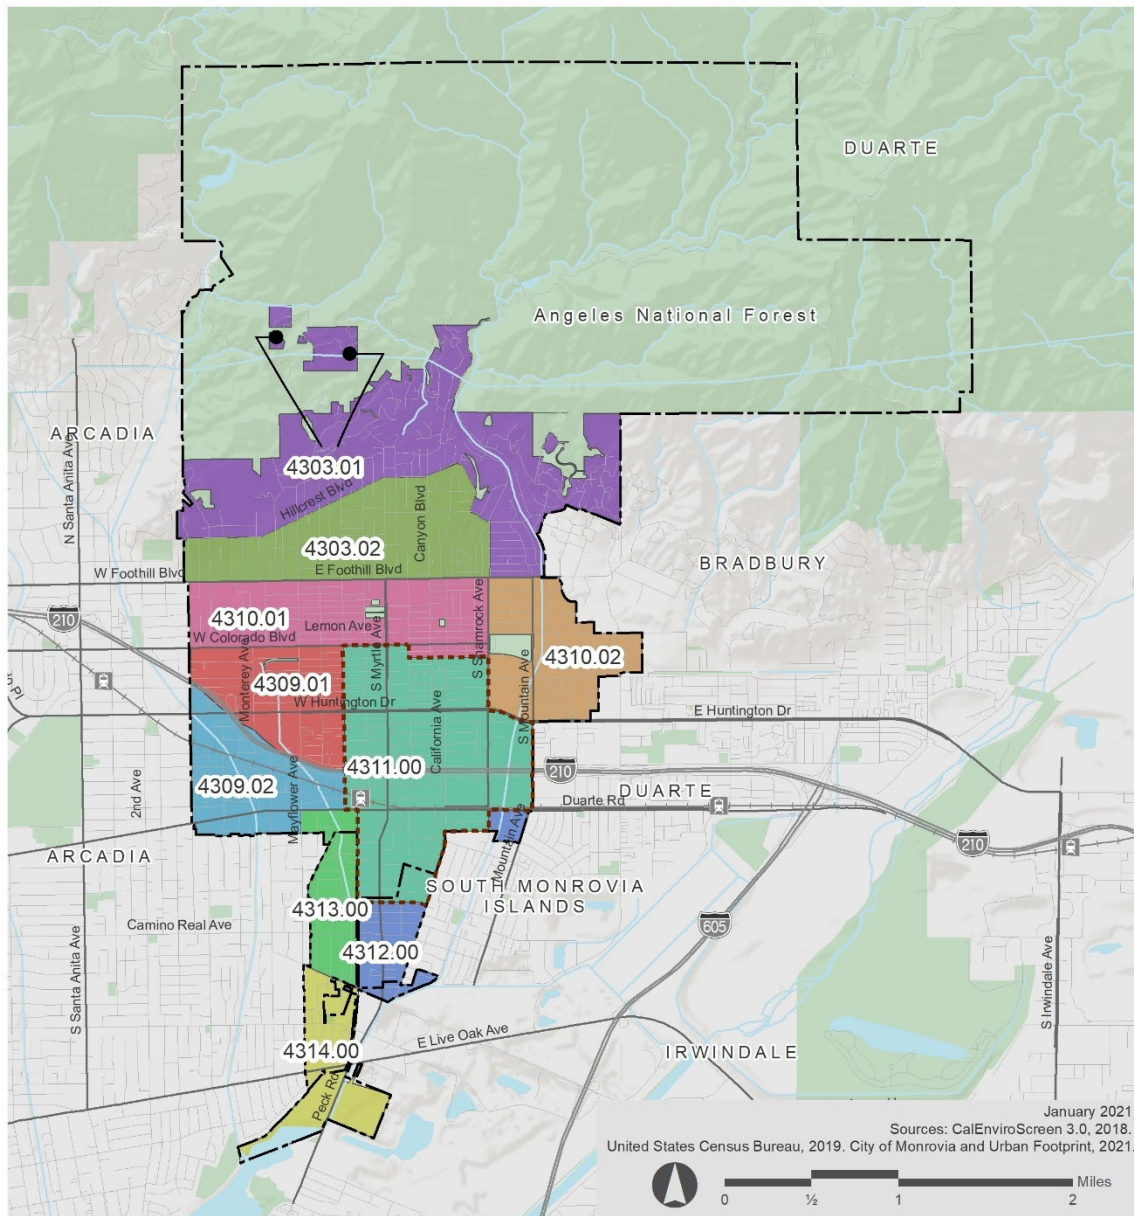 DUARTE
Angeles National Forest
ARCADIA
N Santa Anita Ave
4303.01
Hillcrest Blvd
Canyon Blvd
4303.02
W Foothill Blvd
E Foothill Blvd
BRADBURY
210
4310.01
Lemon Ave
W Colorado Blvd
S Myrtle Ave
S Shamrock Ave
4310.02
Monterey Ave
4309.01
W Huntington Dr
California Ave
S Mountain Ave
E Huntington Dr
Pl
4311.00
210
4309.02
2nd Ave
Mayflower Ave
DUARTE
Duarte Rd
210
ARCADIA
Mountain Ave
SOUTH MONROVIA
ISLANDS
4313.00
Camino Real Ave
605
4312.00
S Santa Anita Ave
S Irwindale Ave
E Live Oak Ave
4314.00
IRWINDALE
Peck Rd
January 2021
Sources: CalEnviroScreen 3.0, 2018.
United States Census Bureau, 2019. City of Monrovia and Urban Footprint, 2021.
Miles
0 ½ 1 2